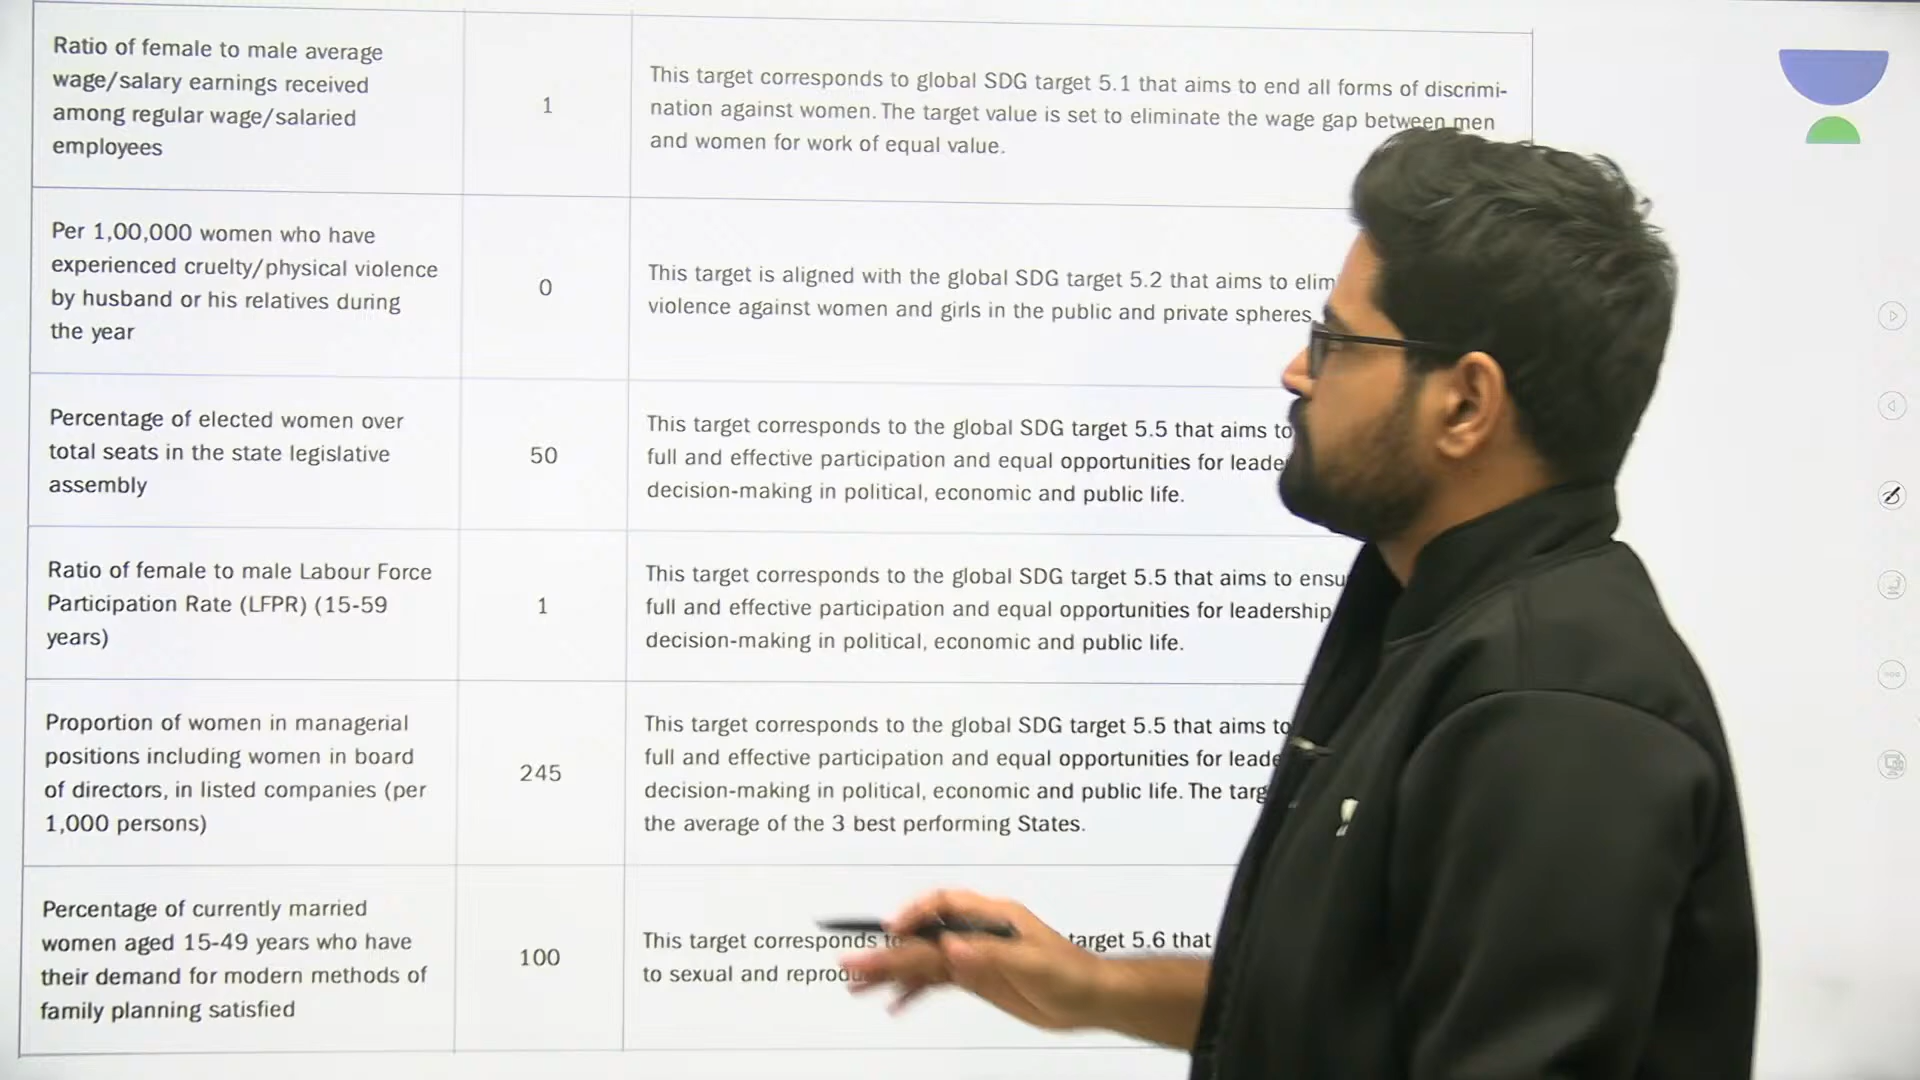 Ratio of female to male average
wage/salary earnings received
among regular wage/salaried
employees
1
This target corresponds to global SDG target 5.1 that aims to end all forms of discrimi-
nation against women. The target value is set to eliminate the wage gap between men
and women for work of equal value.
Per 1,00,000 women who have
experienced cruelty/physical violence
by husband or his relatives during
the year
0
This target is aligned with the global SDG target 5.2 that aims to
violence against women and girls in the public and private spheres
Percentage of elected women over
total seats in the state legislative
assembly
50
This target corresponds to the global SDG target 5.5 that aims to
full and effective participation and equal opportunities for
decision-making in political, economic and public life.
Ratio of female to male Labour Force
Participation Rate (LFPR) (15-59
years)
1
This target corresponds to the global SDG target 5.5 that aims to
full and effective participation and equal opportunities for leadership
decision-making in political, economic and public life.
Proportion of women in managerial
positions including women in board
of directors, in listed companies (per
1,000 persons)
245
This target corresponds to the global SDG target 5.5 that aims to
full and effective participation and equal opportunities for
decision-making in political, economic and public life. The
the average of the 3 best performing States.
Percentage of currently married
women aged 15-49 years who have
their demand for modern methods of
family planning satisfied
100
This target corresponds target 5.6 that
to sexual and